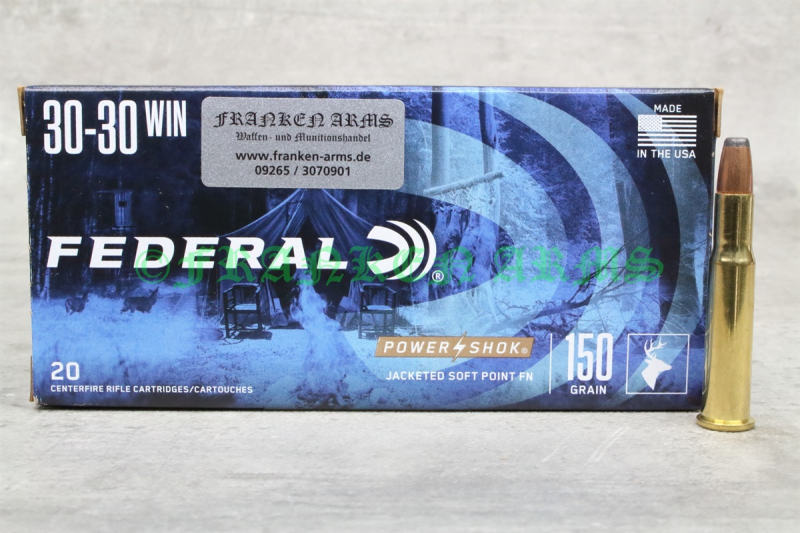 30-30 WIN
FRANKEN ARMS
Waffen- und Munitionshandel
www.franken-arms.de
09265 / 3070901
MADE
IN THE USA
FEDERAL®
©FRANKEN ARMS
POWER SHOK®
JACKETED SOFT POINT FN
150
GRAIN
20
CENTERFIRE RIFLE CARTRIDGES/CARTOUCHES